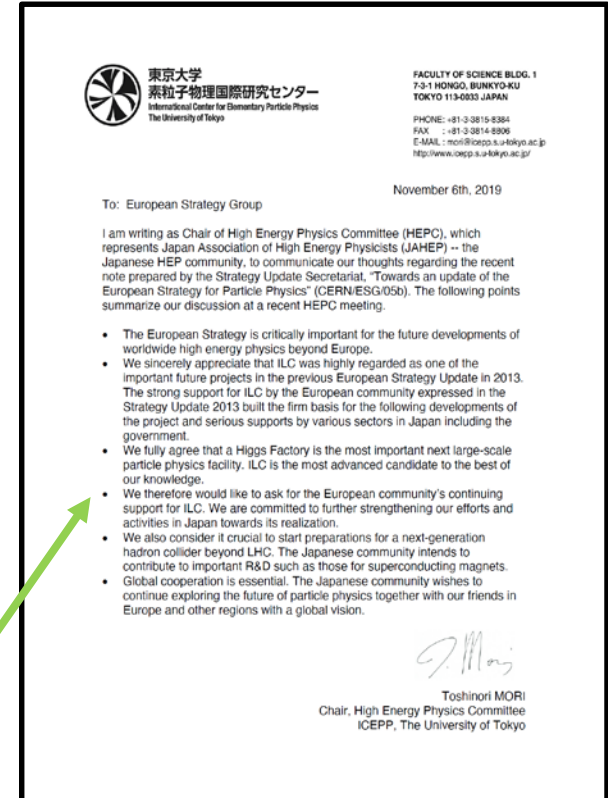 東京大学
素粒子物理国際研究センター
International Center for Elementary Particle Physics
The University of Tokyo
FACULTY OF SCIENCE BLDG. 1
7-3-1 HONGO, BUNKYO-KU
TOKYO 113-0033 JAPAN
PHONE: +81-3-3815-8384
FAX : +81-3-3814-8806
E-MAIL : mori@icepp.s.u-tokyo.ac.jp
http://www.icepp.s.u-tokyo.ac.jp/
November 6th, 2019
To: European Strategy Group
I am writing as Chair of High Energy Physics Committee (HEPC), which
represents Japan Association of High Energy Physicists (JAHEP) -- the
Japanese HEP community, to communicate our thoughts regarding the recent
note prepared by the Strategy Update Secretariat, "Towards an update of the
European Strategy for Particle Physics" (CERN/ESG/05b). The following points
summarize our discussion at a recent HEPC meeting.
• The European Strategy is critically important for the future developments of
worldwide high energy physics beyond Europe.
• We sincerely appreciate that ILC was highly regarded as one of the
important future projects in the previous European Strategy Update in 2013.
The strong support for ILC by the European community expressed in the
Strategy Update 2013 built the firm basis for the following developments of
the project and serious supports by various sectors in Japan including the
government.
• We fully agree that a Higgs Factory is the most important next large-scale
particle physics facility. ILC is the most advanced candidate to the best of
our knowledge.
• We therefore would like to ask for the European community's continuing
support for ILC. We are committed to further strengthening our efforts and
activities in Japan towards its realization.
• We also consider it crucial to start preparations for a next-generation
hadron collider beyond LHC. The Japanese community intends to
contribute to important R&D such as those for superconducting magnets.
• Global cooperation is essential. The Japanese community wishes to
continue exploring the future of particle physics together with our friends in
Europe and other regions with a global vision.
T. Mori
Toshinori MORI
Chair, High Energy Physics Committee
ICEPP, The University of Tokyo